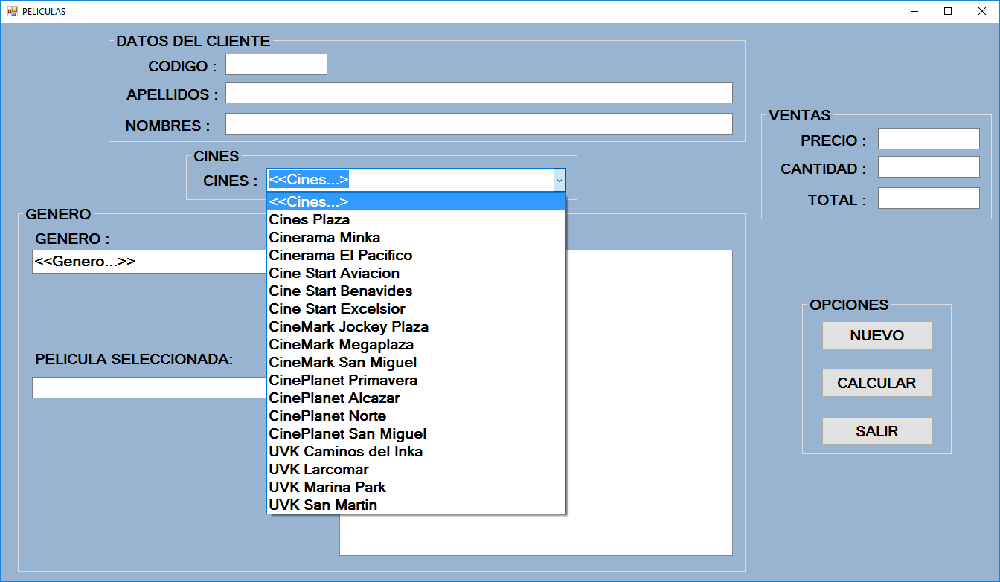 PELICULAS
DATOS DEL CLIENTE
CODIGO :
APELLIDOS :
NOMBRES :
CINES
CINES :
<<Cines...>
<<Cines...>
Cines Plaza
Cinerama Minka
Cinerama El Pacifico
Cine Start Aviacion
Cine Start Benavides
Cine Start Excelsior
CineMark Jockey Plaza
CineMark Megaplaza
CineMark San Miguel
CinePlanet Primavera
CinePlanet Alcazar
CinePlanet Norte
CinePlanet San Miguel
UVK Caminos del Inka
UVK Larcomar
UVK Marina Park
UVK San Martin
GENERO
GENERO :
<<Genero...>>
PELICULA SELECCIONADA:
VENTAS
PRECIO :
CANTIDAD :
TOTAL :
OPCIONES
NUEVO
CALCULAR
SALIR